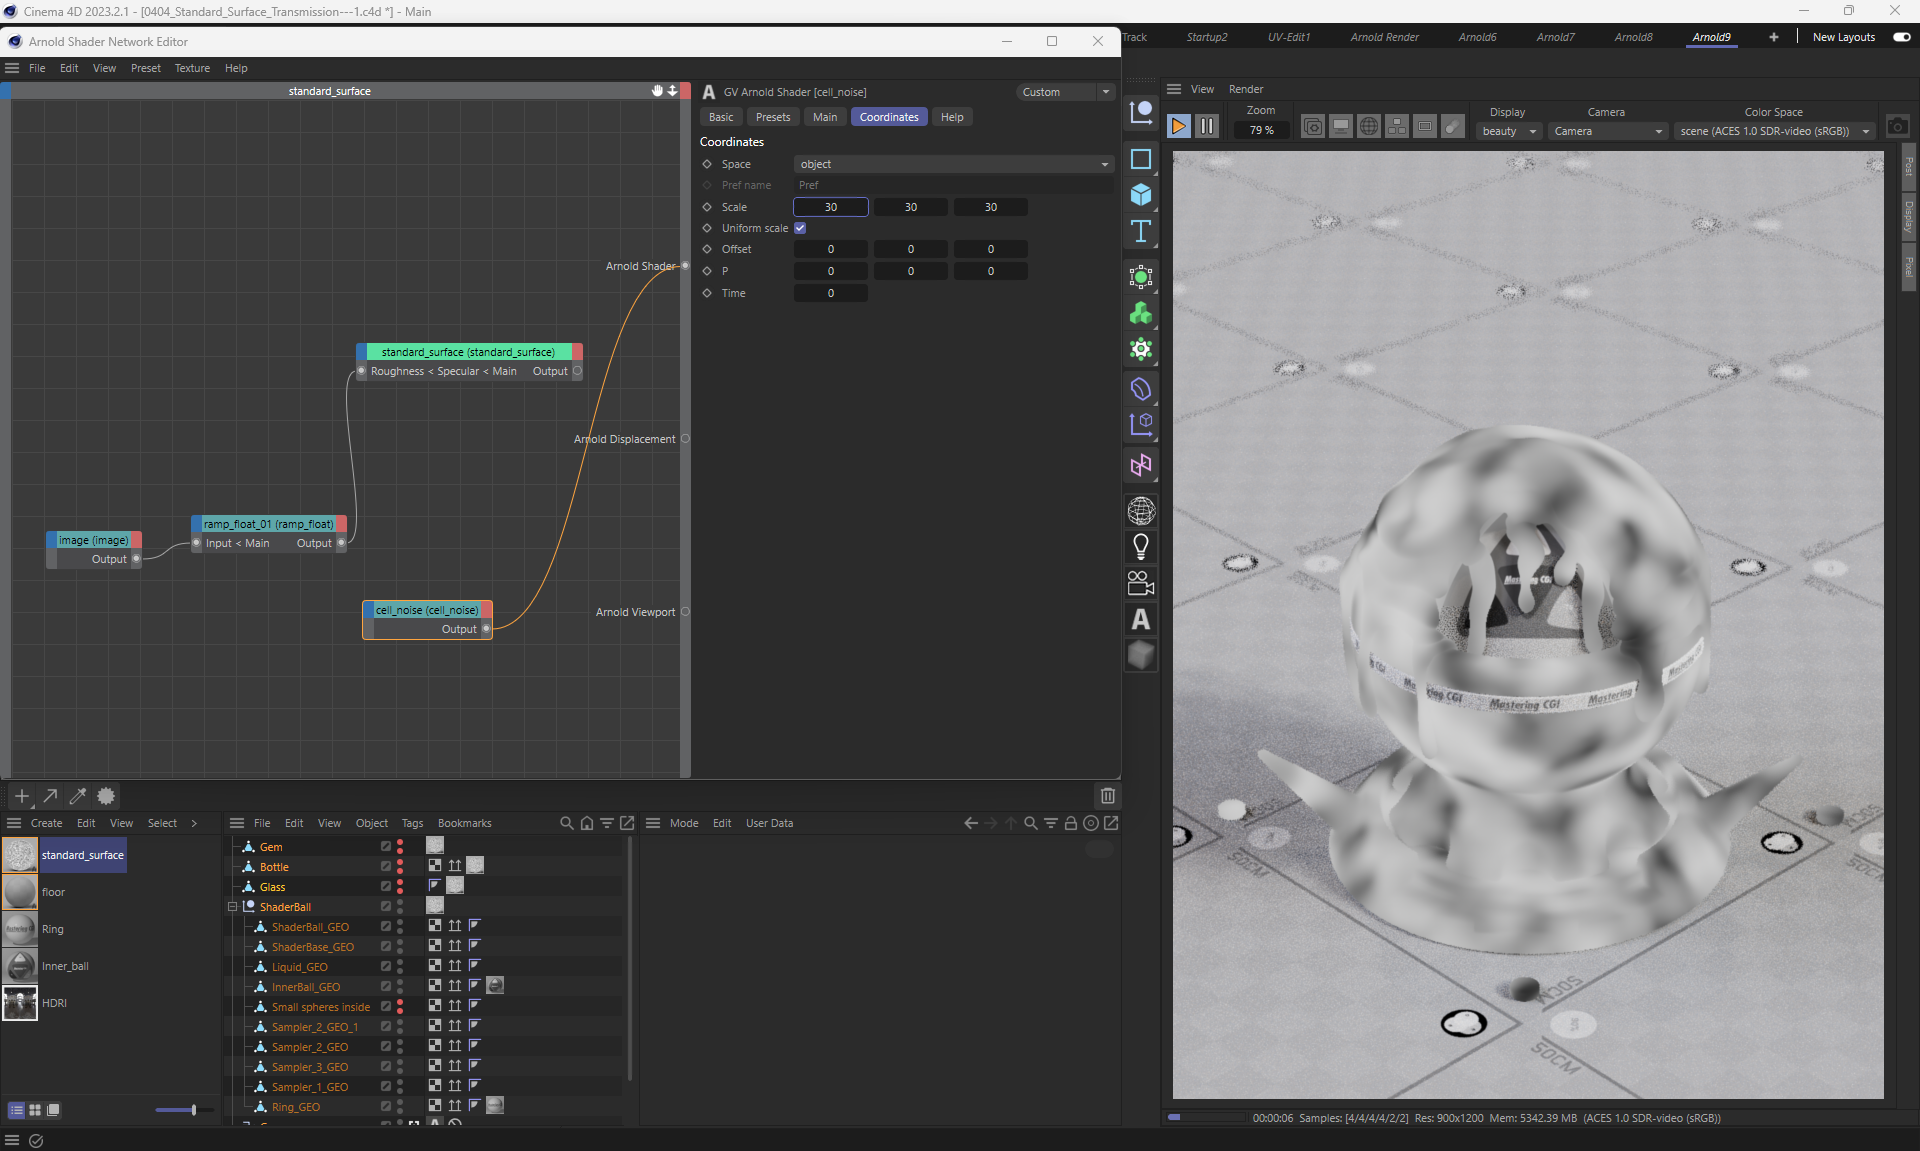 Cinema 4D 2023.2.1 - [0404_Standard_Surface_Transmission---1.c4d *] - Main
Arnold Shader Network Editor
Track Startup2 UV-Edit1 Arnold Render Arnold6 Arnold7 Arnold8 Arnold9 + New Layouts
File Edit View Preset Texture Help
standard_surface
GV Arnold Shader [cell_noise] Custom
Basic Presets Main Coordinates Help
Coordinates
Space object
Pref name Pref
Scale 30 30 30
Uniform scale
Offset 0 0 0
P 0 0 0
Time 0
Arnold Shader
standard_surface (standard_surface)
Roughness < Specular < Main Output
Arnold Displacement
ramp_float_01 (ramp_float)
Input < Main Output
image (image)
Output
cell_noise (cell_noise)
Output
Arnold Viewport
View Render
Zoom Display Camera Color Space
79 % beauty Camera scene (ACES 1.0 SDR-video (sRGB))
Post
Display
Pixel
Mastering CGI
Mastering CGI
Mastering CGI
Mastering
50CM
50CM
50CM
Create Edit View Select >
standard_surface
floor
Ring
Inner_ball
HDRI
File Edit View Object Tags Bookmarks
Gem
Bottle
Glass
ShaderBall
ShaderBall_GEO
ShaderBase_GEO
Liquid_GEO
InnerBall_GEO
Small spheres inside
Sampler_2_GEO_1
Sampler_2_GEO
Sampler_3_GEO
Sampler_1_GEO
Ring_GEO
Mode Edit User Data
00:00:06 Samples: [4/4/4/4/2/2] Res: 900x1200 Mem: 5342.39 MB (ACES 1.0 SDR-video (sRGB))